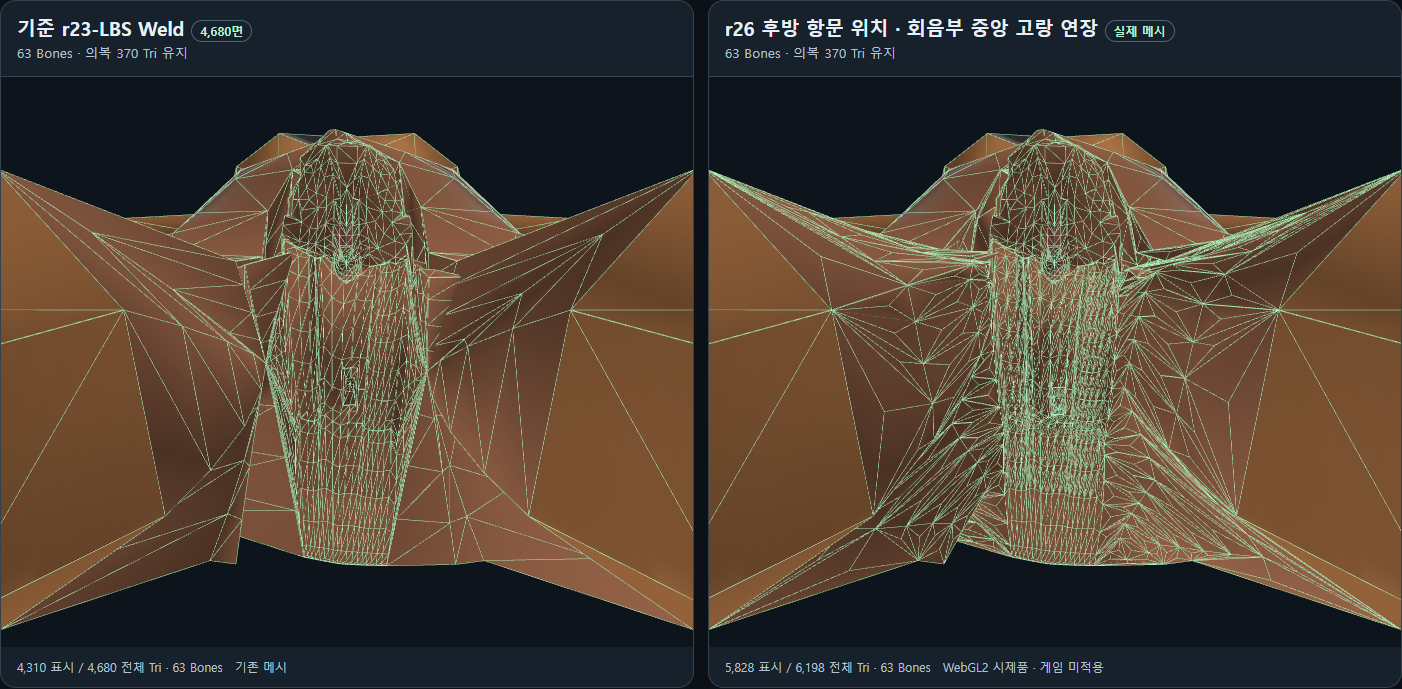 기준 r23-LBS Weld 4,680면
63 Bones · 의복 370 Tri 유지
4,310 표시 / 4,680 전체 Tri · 63 Bones 기존 메시
r26 후방 항문 위치 · 회음부 중앙 고랑 연장 실제 메시
63 Bones · 의복 370 Tri 유지
5,828 표시 / 6,198 전체 Tri · 63 Bones WebGL2 시제품 · 게임 미적용